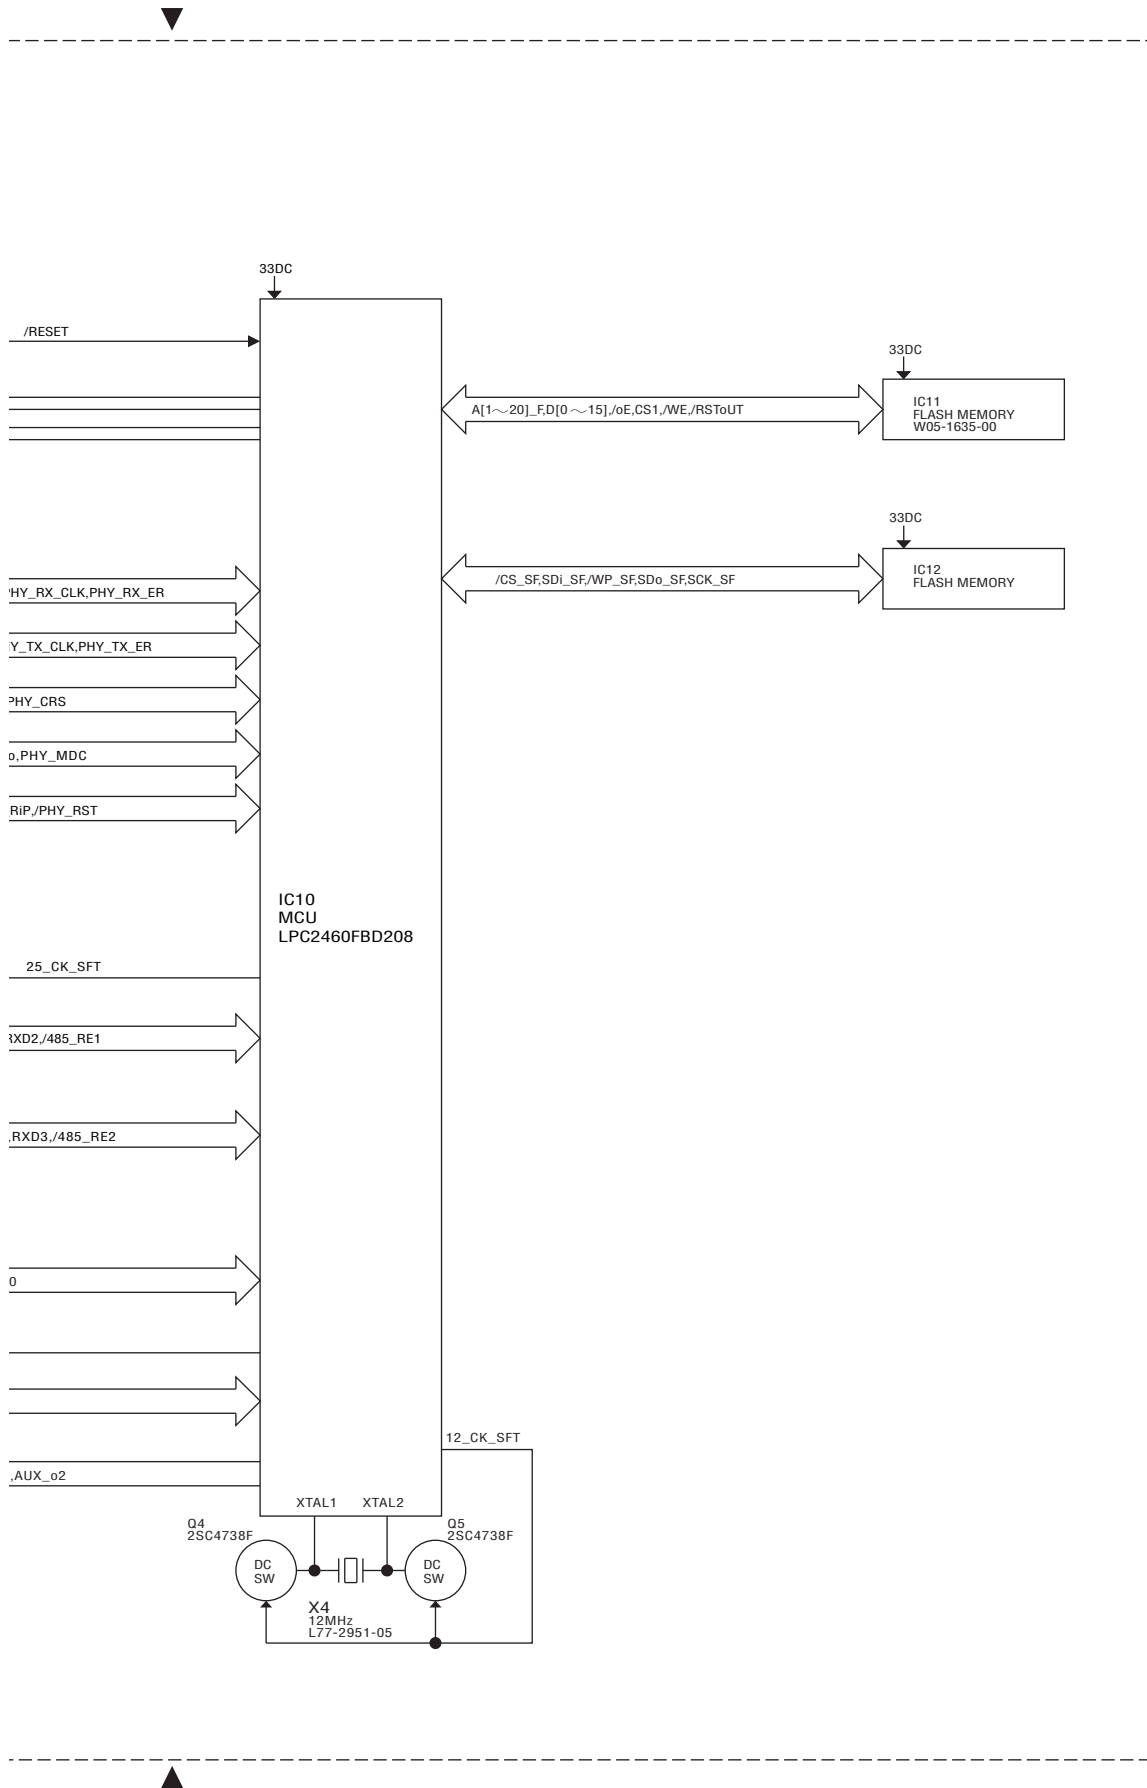 33DC
/RESET
33DC
A[1～20]_F,D[0～15],/oE,CS1,/WE,/RSToUT
IC11
FLASH MEMORY
W05-1635-00
33DC
/CS_SF,SDi_SF,/WP_SF,SDo_SF,SCK_SF
IC12
FLASH MEMORY
PHY_RX_CLK,PHY_RX_ER
Y_TX_CLK,PHY_TX_ER
PHY_CRS
o,PHY_MDC
RiP,/PHY_RST
IC10
MCU
LPC2460FBD208
25_CK_SFT
RXD2,/485_RE1
,RXD3,/485_RE2
0
12_CK_SFT
,AUX_o2
XTAL1 XTAL2
Q4
2SC4738F
Q5
2SC4738F
DC
SW
DC
SW
X4
12MHz
L77-2951-05